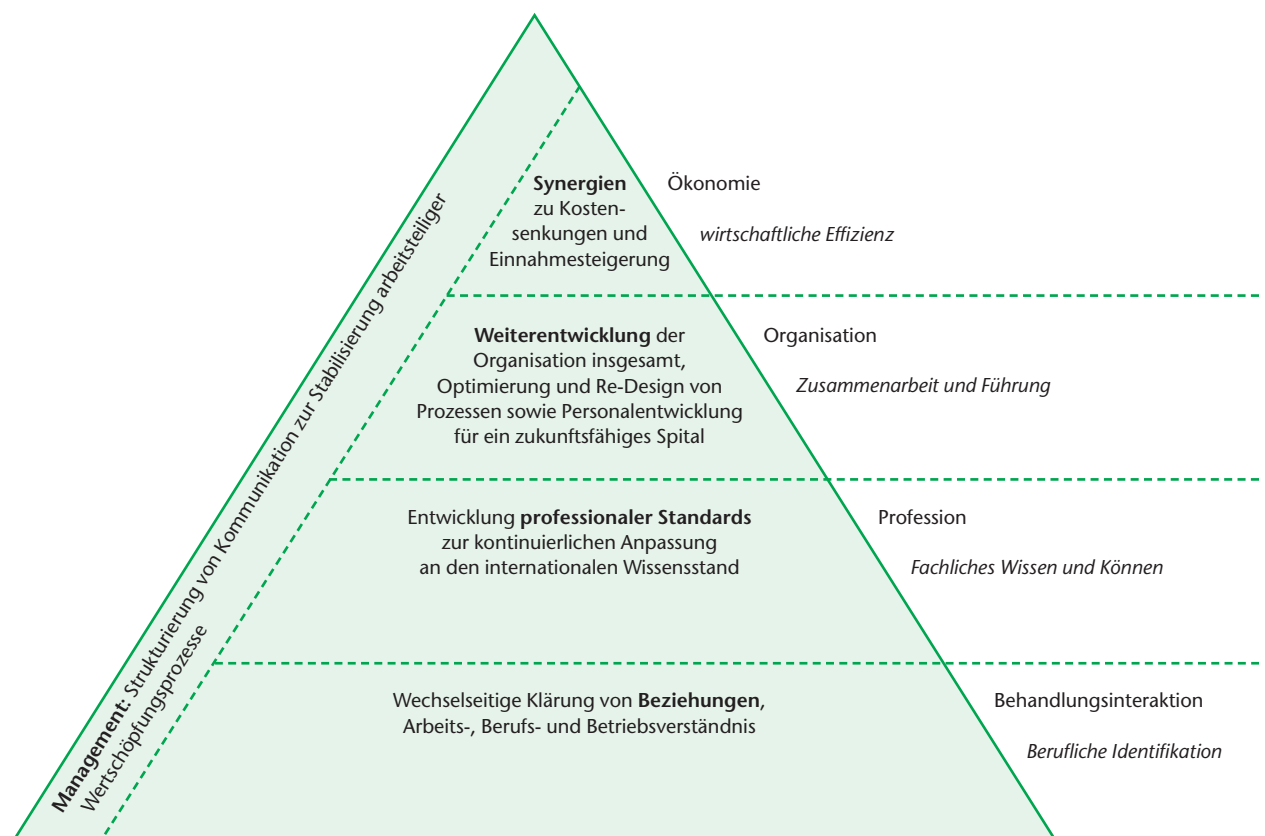 Management: Strukturierung von Kommunikation zur Stabilisierung arbeitsteiliger
Wertschöpfungsprozesse
Synergien
zu Kosten-
senkungen und
Einnahmesteigerung
Ökonomie
wirtschaftliche Effizienz
Weiterentwicklung der
Organisation insgesamt,
Optimierung und Re-Design von
Prozessen sowie Personalentwicklung
für ein zukunftsfähiges Spital
Organisation
Zusammenarbeit und Führung
Entwicklung professionaler Standards
zur kontinuierlichen Anpassung
an den internationalen Wissensstand
Profession
Fachliches Wissen und Können
Wechselseitige Klärung von Beziehungen,
Arbeits-, Berufs- und Betriebsverständnis
Behandlungsinteraktion
Berufliche Identifikation